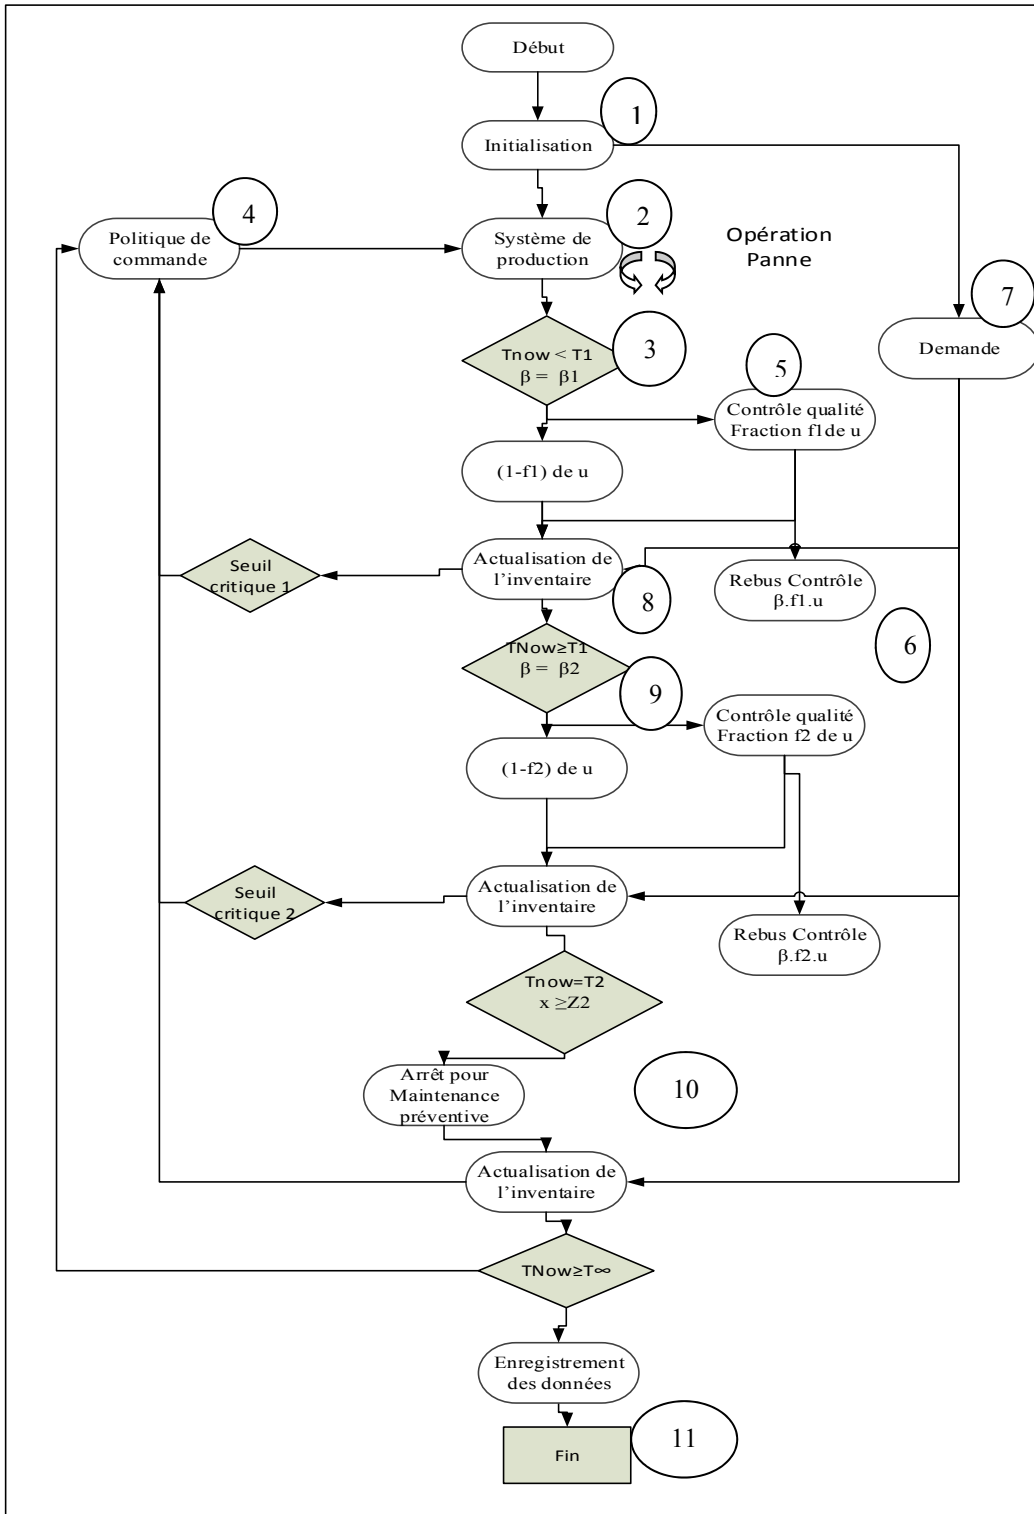 Début
1
Initialisation
4
2
Politique de
commande
Système de
production
Opération
Panne
7
Demande
3
Tnow < T1
β = β1
5
Contrôle qualité
Fraction f1de u
(1-f1) de u
Seuil
critique 1
Actualisation de
l’inventaire
8
Rebus Contrôle
β.f1.u
6
TNow≥T1
β = β2
9
Contrôle qualité
Fraction f2 de u
(1-f2) de u
Seuil
critique 2
Actualisation de
l’inventaire
Rebus Contrôle
β.f2.u
Tnow=T2
x ≥Z2
Arrêt pour
Maintenance
préventive
10
Actualisation de
l’inventaire
TNow≥T∞
Enregistrement
des données
11
Fin